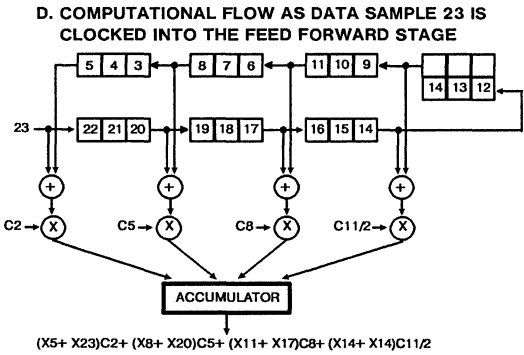 D. COMPUTATIONAL FLOW AS DATA SAMPLE 23 IS
CLOCKED INTO THE FEED FORWARD STAGE
5 4 3 8 7 6 11 10 9
14 13 12
23 22 21 20 19 18 17 16 15 14
+ + + +
C2 X C5 X C8 X C11/2 X
ACCUMULATOR
(X5+ X23)C2+ (X8+ X20)C5+ (X11+ X17)C8+ (X14+ X14)C11/2